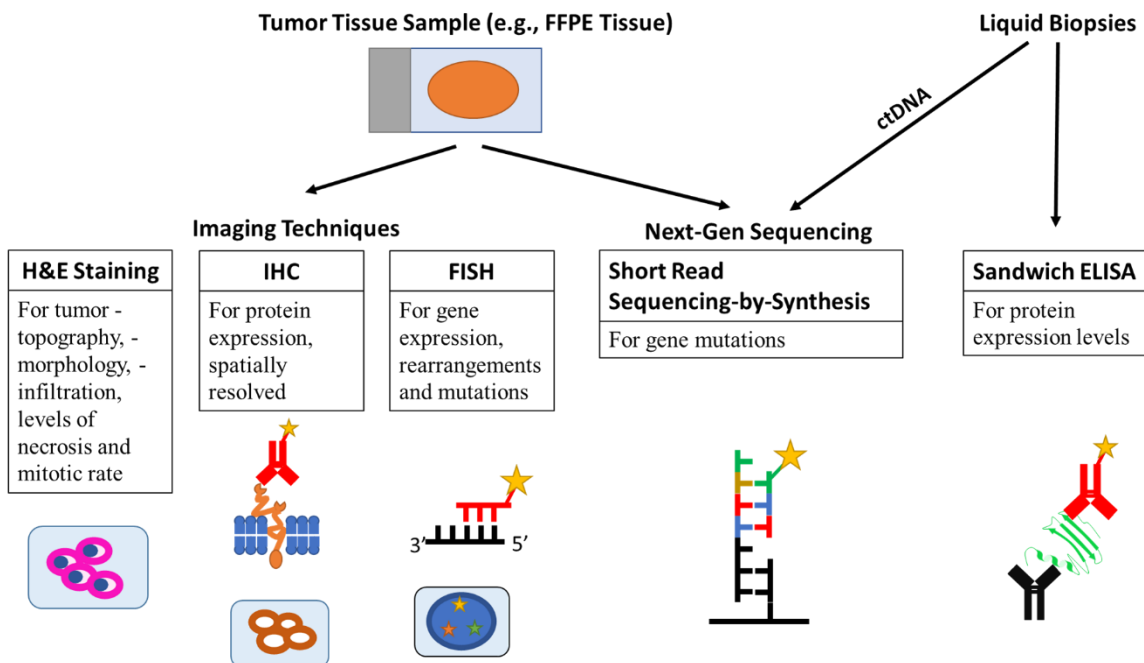 Tumor Tissue Sample (e.g., FFPE Tissue)
Liquid Biopsies
ctDNA
Imaging Techniques
Next-Gen Sequencing
H&E Staining
For tumor -
topography, -
morphology, -
infiltration,
levels of
necrosis and
mitotic rate
IHC
For protein
expression,
spatially
resolved
FISH
For gene
expression,
rearrangements
and mutations
Short Read
Sequencing-by-Synthesis
For gene mutations
Sandwich ELISA
For protein
expression levels
3’ 5’